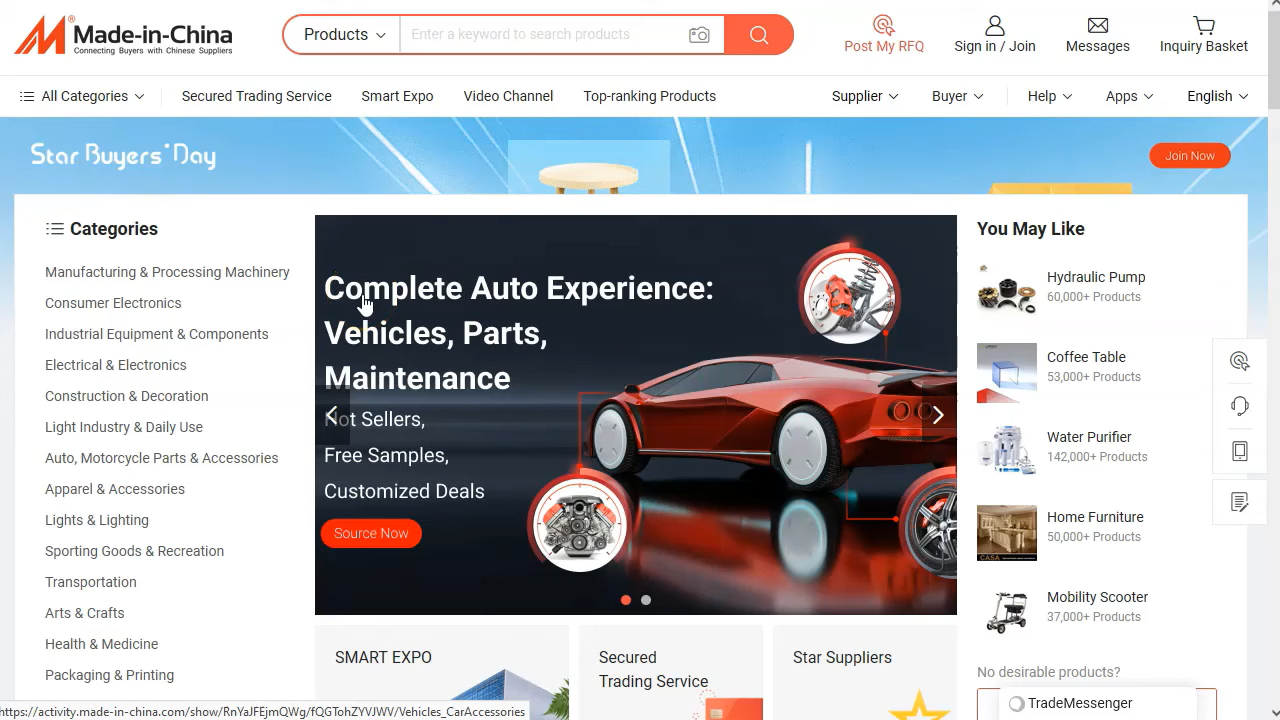 Made-in-China®
Connecting Buyers with Chinese Suppliers
Products
Enter a keyword to search products
Post My RFQ
Sign in / Join
Messages
Inquiry Basket
All Categories
Secured Trading Service
Smart Expo
Video Channel
Top-ranking Products
Supplier
Buyer
Help
Apps
English
Star Buyers' Day
Join Now
Categories
Manufacturing & Processing Machinery
Consumer Electronics
Industrial Equipment & Components
Electrical & Electronics
Construction & Decoration
Light Industry & Daily Use
Auto, Motorcycle Parts & Accessories
Apparel & Accessories
Lights & Lighting
Sporting Goods & Recreation
Transportation
Arts & Crafts
Health & Medicine
Packaging & Printing
Complete Auto Experience:
Vehicles, Parts,
Maintenance
Hot Sellers,
Free Samples,
Customized Deals
Source Now
SMART EXPO
Secured
Trading Service
Star Suppliers
You May Like
Hydraulic Pump
60,000+ Products
Coffee Table
53,000+ Products
Water Purifier
142,000+ Products
Home Furniture
50,000+ Products
CASA
Mobility Scooter
37,000+ Products
No desirable products?
TradeMessenger
https://activity.made-in-china.com/show/RnYaJFEjmQWg/fQGTohZYVJWV/Vehicles_CarAccessories